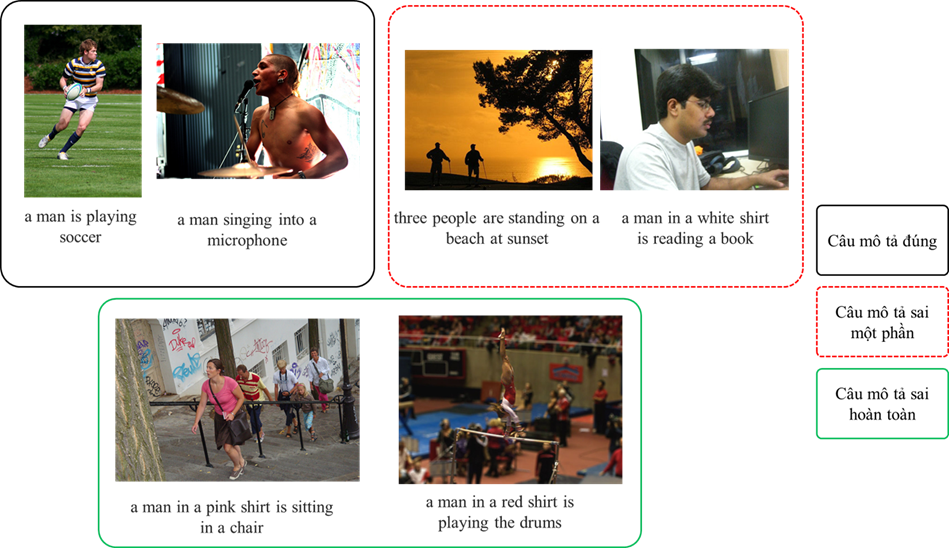 a man is playing
soccer
a man singing into a
microphone
three people are standing on a
beach at sunset
a man in a white shirt
is reading a book
Câu mô tả đúng
Câu mô tả sai
một phần
Câu mô tả sai
hoàn toàn
a man in a pink shirt is sitting
in a chair
a man in a red shirt is
playing the drums